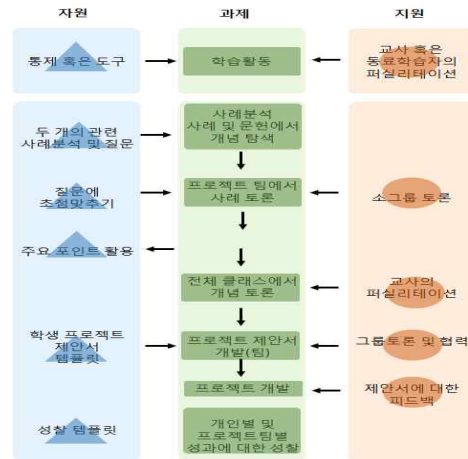 자원
과제
지원
통제 혹은 도구
학습활동
교사 혹은
동료학습자의
퍼실리테이션
두 개의 관련
사례분석 및 질문
사례분석
사례 및 문헌에서
개념 탐색
질문에
초점맞추기
프로젝트 팀에서
사례 토론
소그룹 토론
주요 포인트 활용
전체 클래스에서
개념 토론
교사의
퍼실리테이션
학생 프로젝트
제안서
템플릿
프로젝트 제안서
개발(팀)
그룹토론 및 협력
프로젝트 개발
제안서에 대한
피드백
성찰 템플릿
개인별 및
프로젝트팀별
성과에 대한 성찰